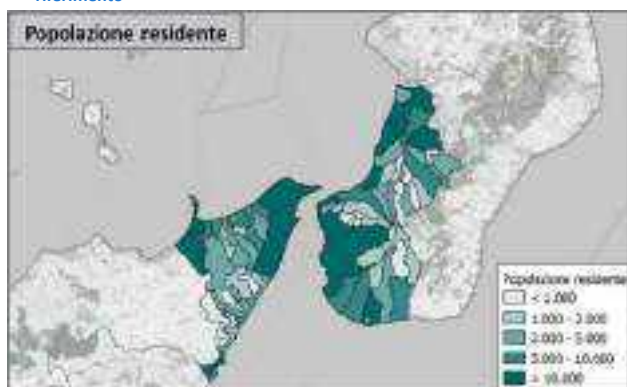 Riferimento
Popolazione residente
Popolazione residente
< 1.000
1.000 - 2.000
2.000 - 5.000
5.000 - 10.000
> 10.000